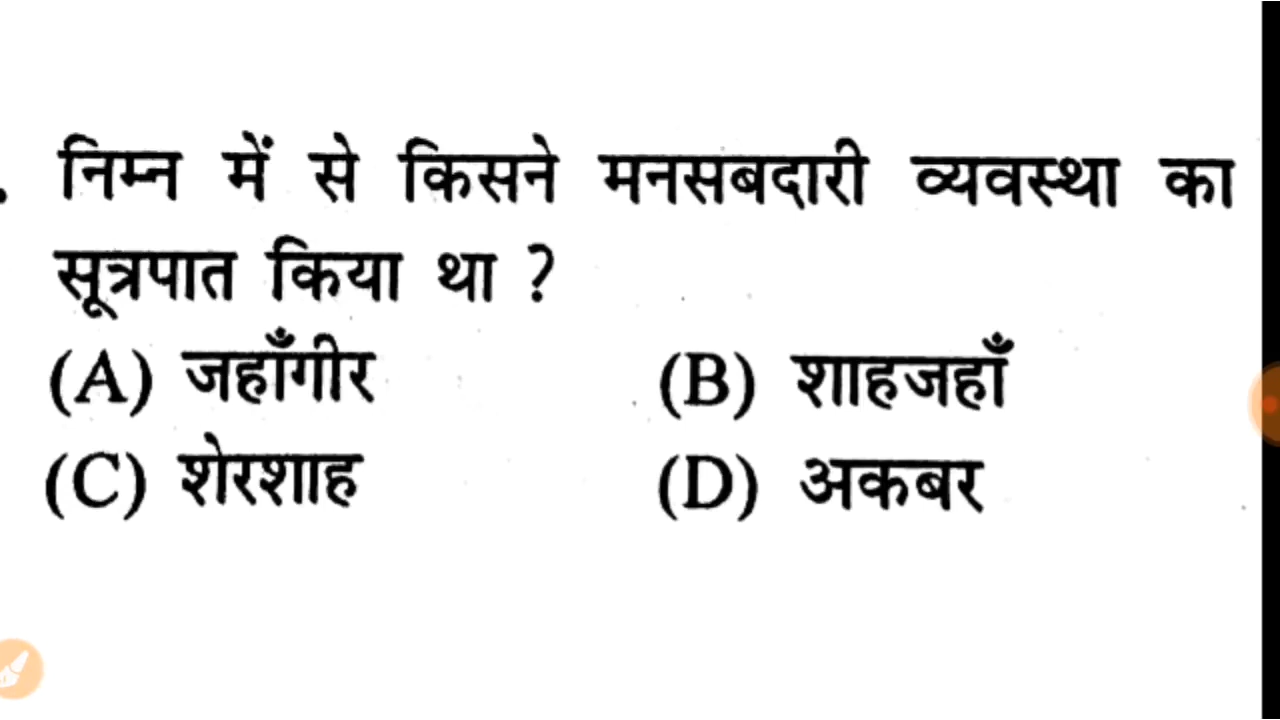 . निम्न में से किसने मनसबदारी व्यवस्था का
सूत्रपात किया था ?
(A) जहाँगीर (B) शाहजहाँ
(C) शेरशाह (D) अकबर